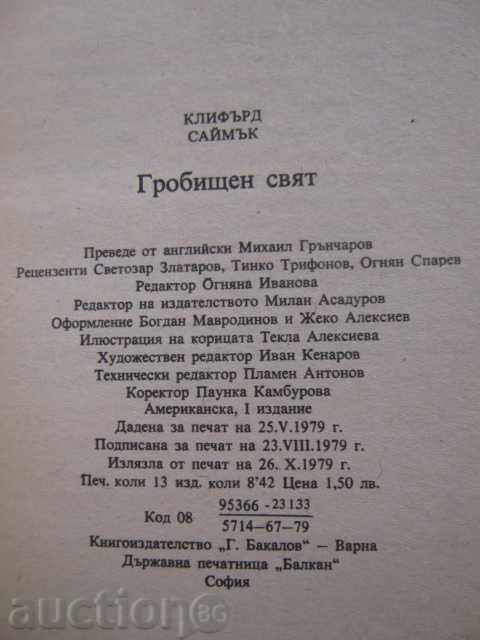 КЛИФЪРД
САЙМЪК
Гробищен свят
Преведе от английски Михаил Грънчаров
Рецензенти Светозар Златаров, Тинко Трифонов, Огнян Спарев
Редактор Огняна Иванова
Редактор на издателството Милан Асадуров
Оформление Богдан Мавродинов и Жеко Алексиев
Илюстрация на корицата Текла Алексиева
Художествен редактор Иван Кенаров
Технически редактор Пламен Антонов
Коректор Паунка Камбурова
Американска, I издание
Дадена за печат на 25.V.1979 г.
Подписана за печат на 23.VIII.1979 г.
Излязла от печат на 26. X.1979 г.
Печ. коли 13 изд. коли 8'42 Цена 1,50 лв.
95366 - 23133
Код 08
5714-67-79
Книгоиздателство „Г. Бакалов“ – Варна
Държавна печатница „Балкан“
София
auction86